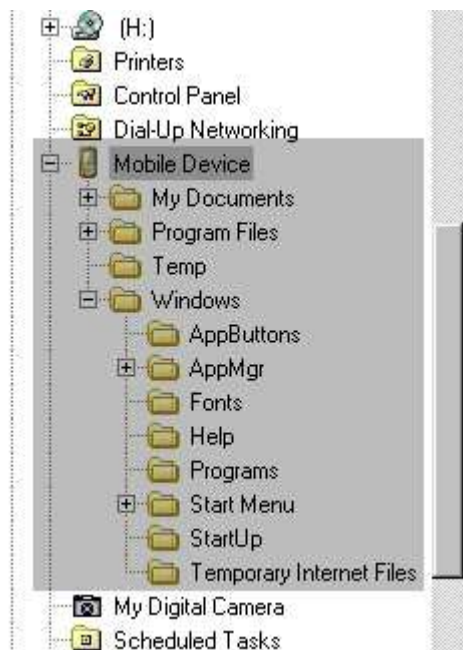 (H:)
Printers
Control Panel
Dial-Up Networking
Mobile Device
My Documents
Program Files
Temp
Windows
AppButtons
AppMgr
Fonts
Help
Programs
Start Menu
StartUp
Temporary Internet Files
My Digital Camera
Scheduled Tasks